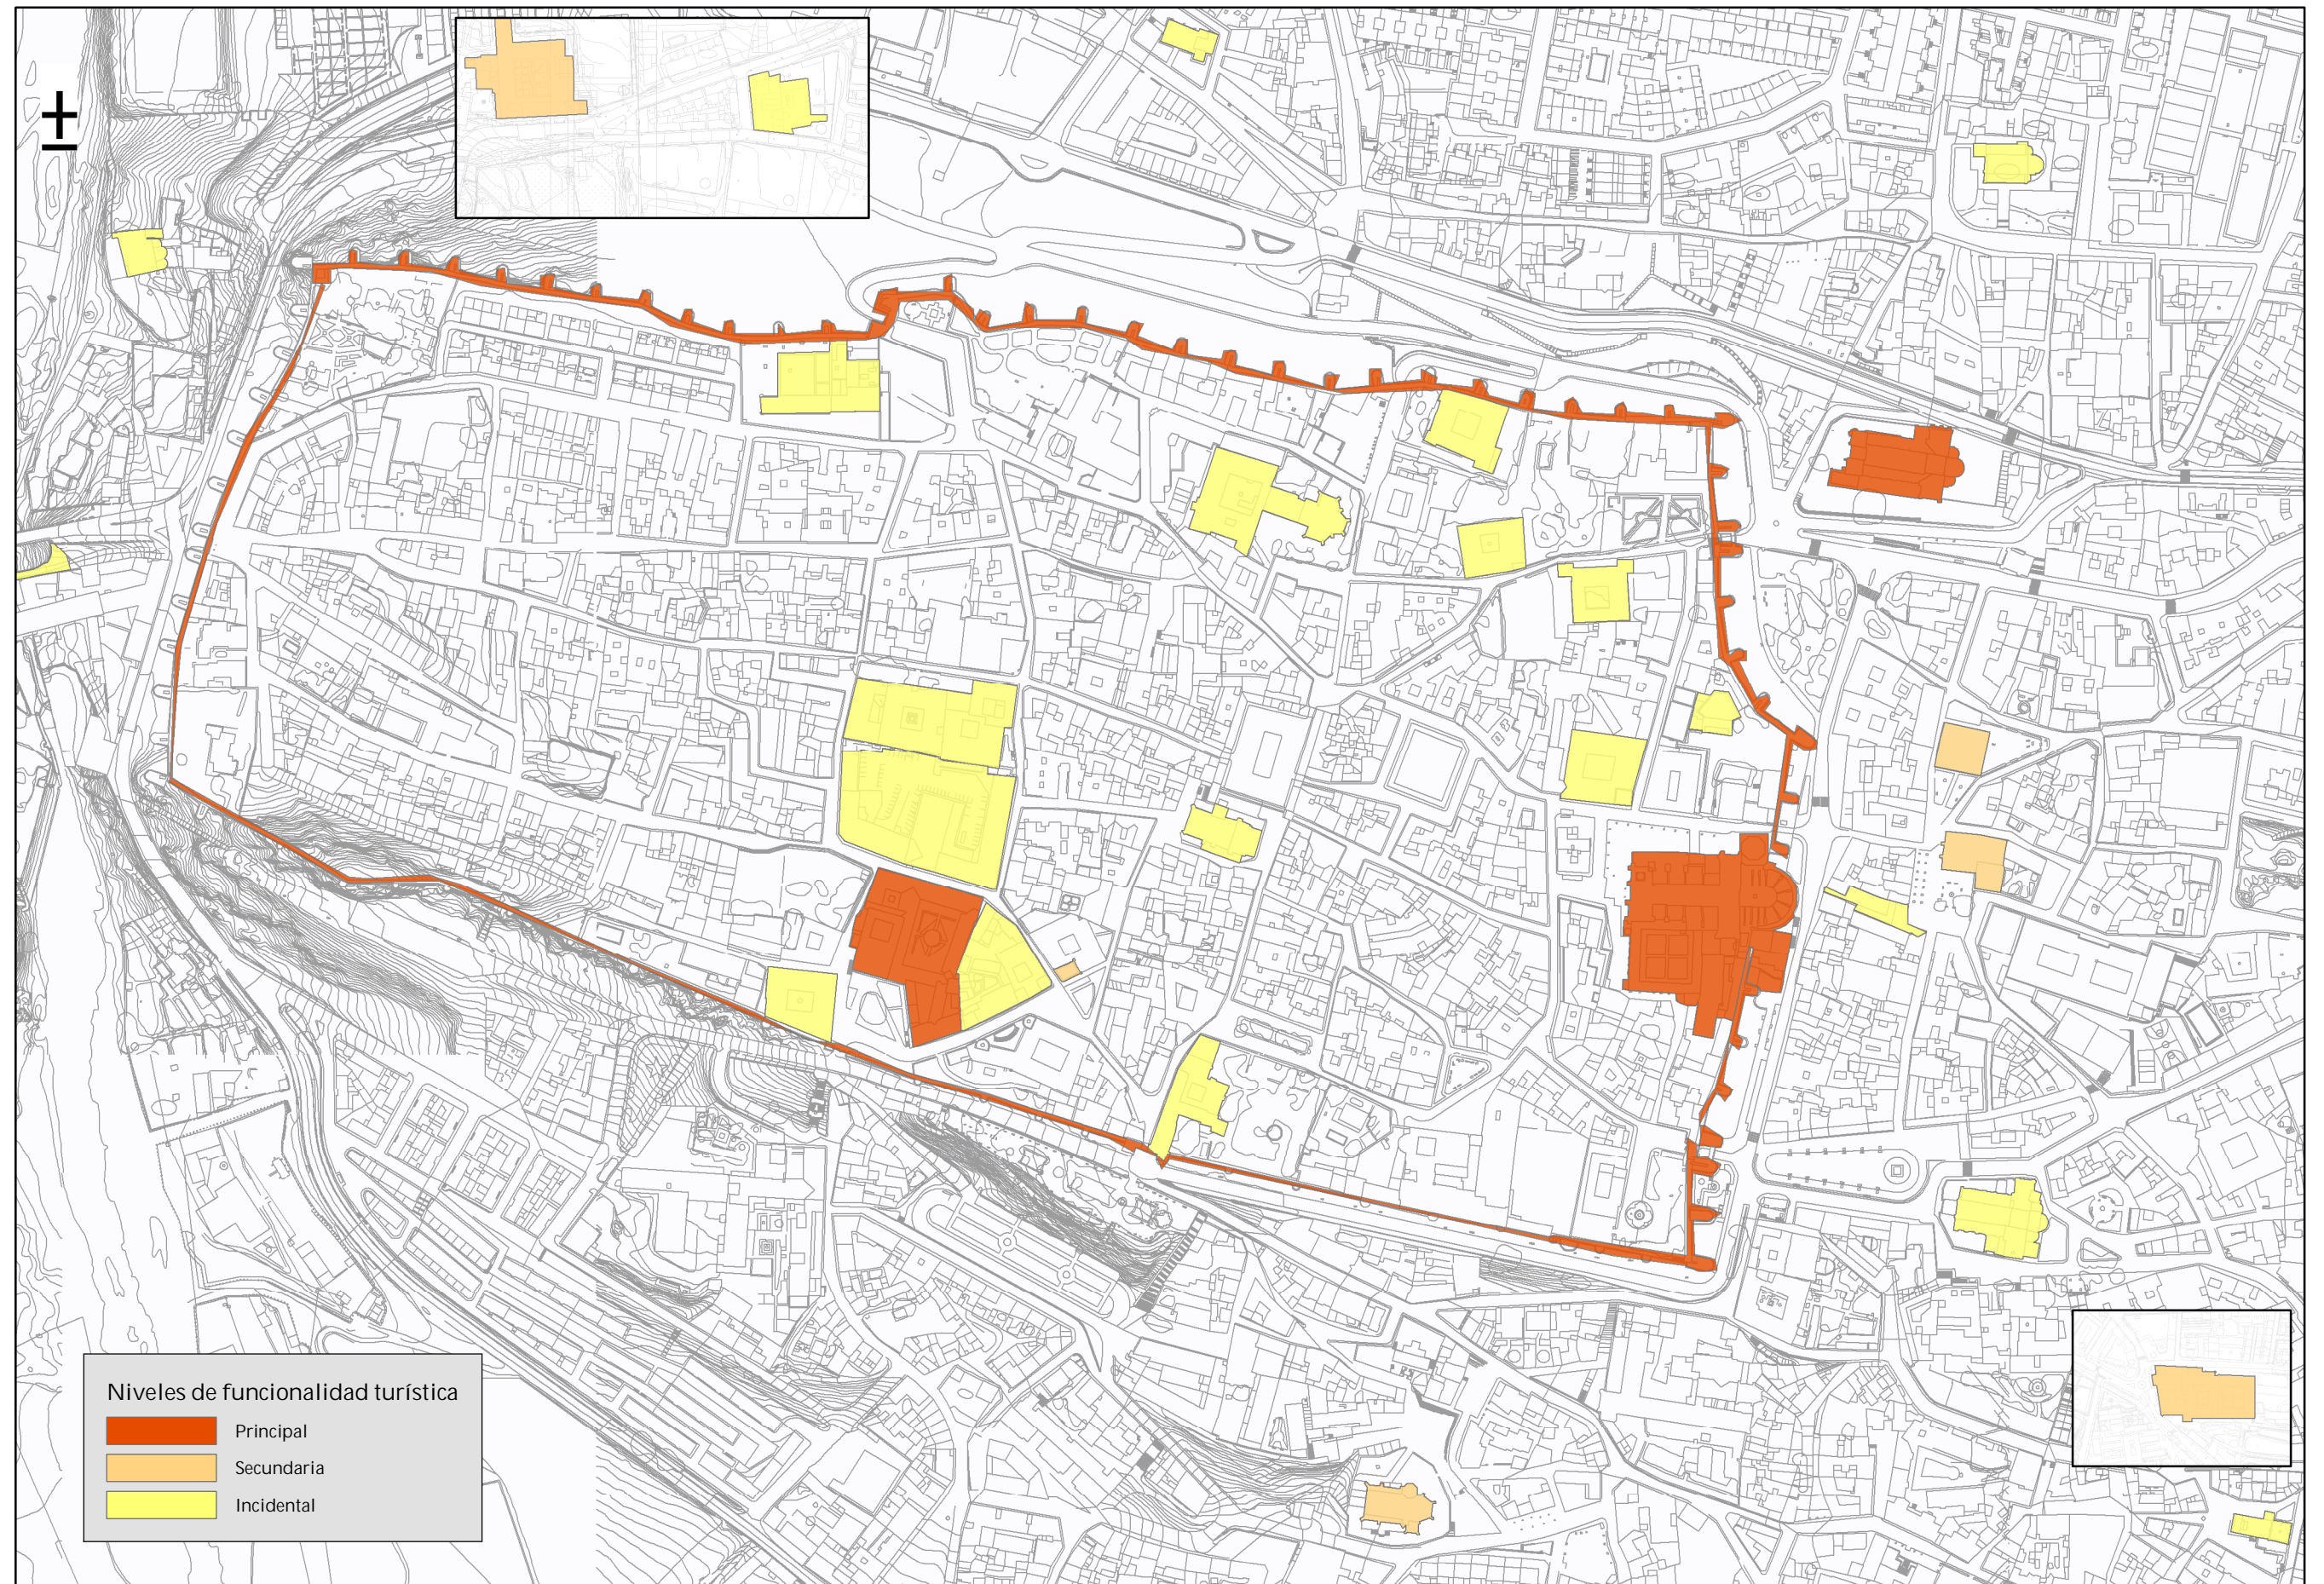 ±
Niveles de funcionalidad turística
Principal
Secundaria
Incidental